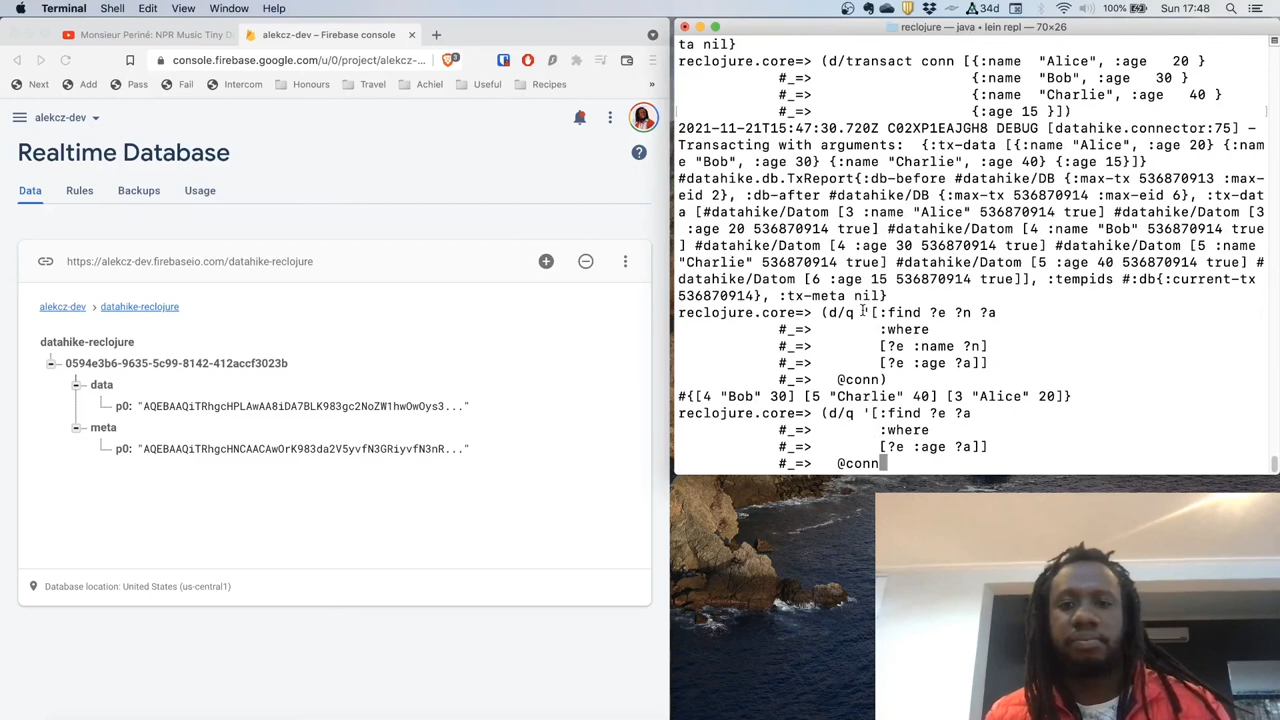 Terminal Shell Edit View Window Help
34d 100% Sun 17:48
Monsieur Periné: NPR Music Tiny D
alekcz-dev – Firebase console
console.firebase.google.com/u/0/project/alekcz-...
Next Add Pass Fail Intercom Honours Travel Achiel Useful Recipes
alekcz-dev
Realtime Database
Data Rules Backups Usage
https://alekcz-dev.firebaseio.com/datahike-reclojure
alekcz-dev > datahike-reclojure
datahike-reclojure
0594e3b6-9635-5c99-8142-412accf3023b
data
p0: "AQEBAAQiTRhgcHPLAwAA8iDA7BLK983gc2NoZW1hwOwOys3..."
meta
p0: "AQEBAAQiTRhgcHNCAACAwOrK983da2V5yvfN3GRiyvfN3nR..."
Database location: United States (us-central1)
reclojure — java • lein repl — 70×26
ta nil}
reclojure.core=> (d/transact conn [{:name "Alice", :age 20 }
#_=> {:name "Bob", :age 30 }
#_=> {:name "Charlie", :age 40 }
#_=> {:age 15 }])
2021-11-21T15:47:30.720Z C02XP1EAJGH8 DEBUG [datahike.connector:75] -
Transacting with arguments: {:tx-data [{:name "Alice", :age 20} {:nam
e "Bob", :age 30} {:name "Charlie", :age 40} {:age 15}]}
#datahike.db.TxReport{:db-before #datahike/DB {:max-tx 536870913 :max-
eid 2}, :db-after #datahike/DB {:max-tx 536870914 :max-eid 6}, :tx-dat
a [#datahike/Datom [3 :name "Alice" 536870914 true] #datahike/Datom [3
:age 20 536870914 true] #datahike/Datom [4 :name "Bob" 536870914 true
] #datahike/Datom [4 :age 30 536870914 true] #datahike/Datom [5 :name
"Charlie" 536870914 true] #datahike/Datom [5 :age 40 536870914 true] #
datahike/Datom [6 :age 15 536870914 true]], :tempids #:db{:current-tx
536870914}, :tx-meta nil}
reclojure.core=> (d/q '[:find ?e ?n ?a
#_=> :where
#_=> [?e :name ?n]
#_=> [?e :age ?a]]
#_=> @conn)
#{[4 "Bob" 30] [5 "Charlie" 40] [3 "Alice" 20]}
reclojure.core=> (d/q '[:find ?e ?a
#_=> :where
#_=> [?e :age ?a]]
#_=> @conn